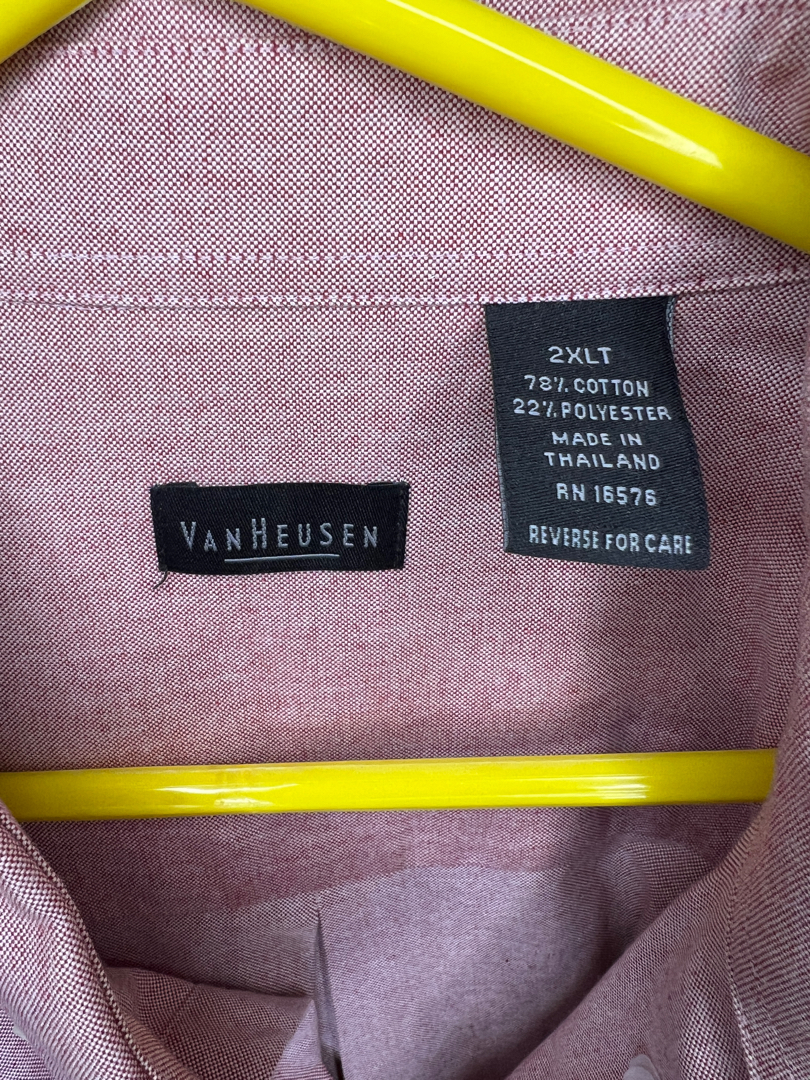 2XLT
78% COTTON
22% POLYESTER
MADE IN
THAILAND
RN 16576
REVERSE FOR CARE
VANHEUSEN